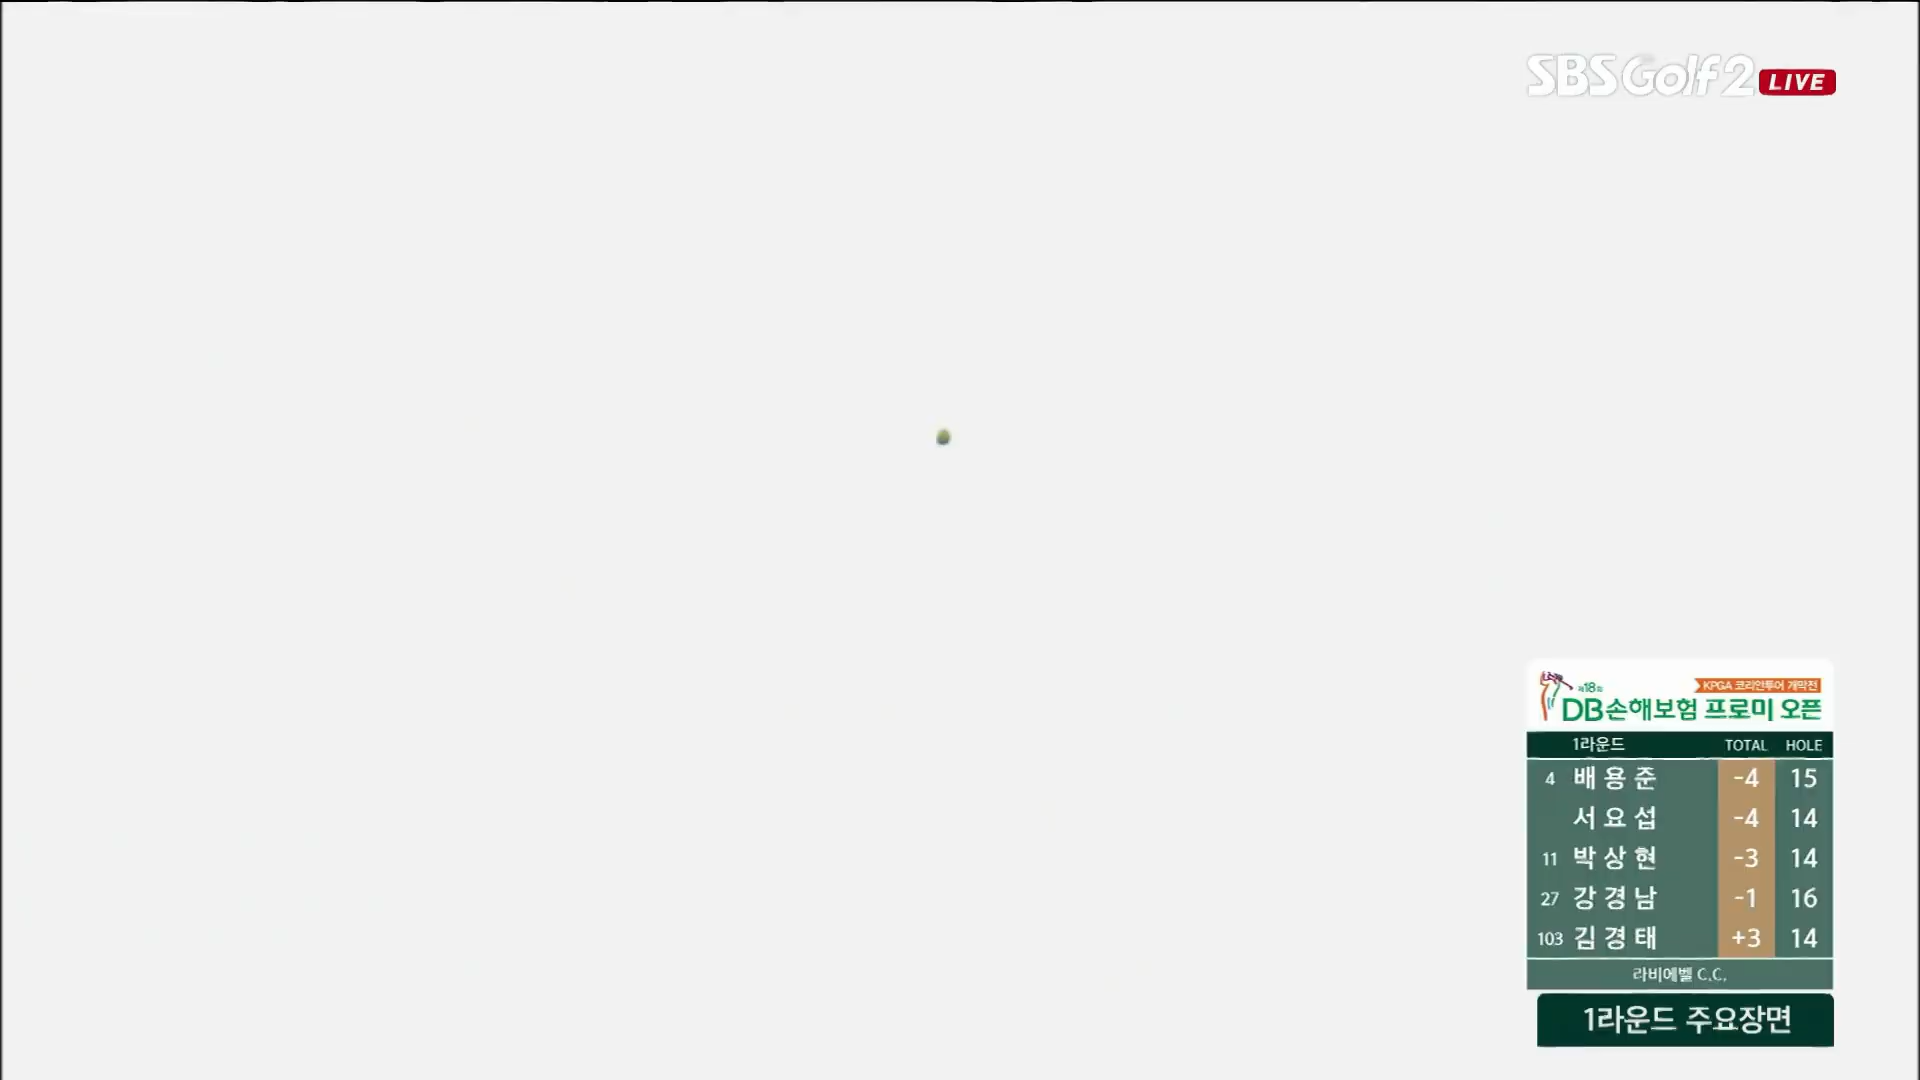 SBS Golf 2 LIVE
제18회
KPGA 코리안투어 개막전
DB손해보험 프로미 오픈
1라운드 TOTAL HOLE
4 배용준 -4 15
서요섭 -4 14
11 박상현 -3 14
27 강경남 -1 16
103 김경태 +3 14
라비에벨 C.C.
1라운드 주요장면